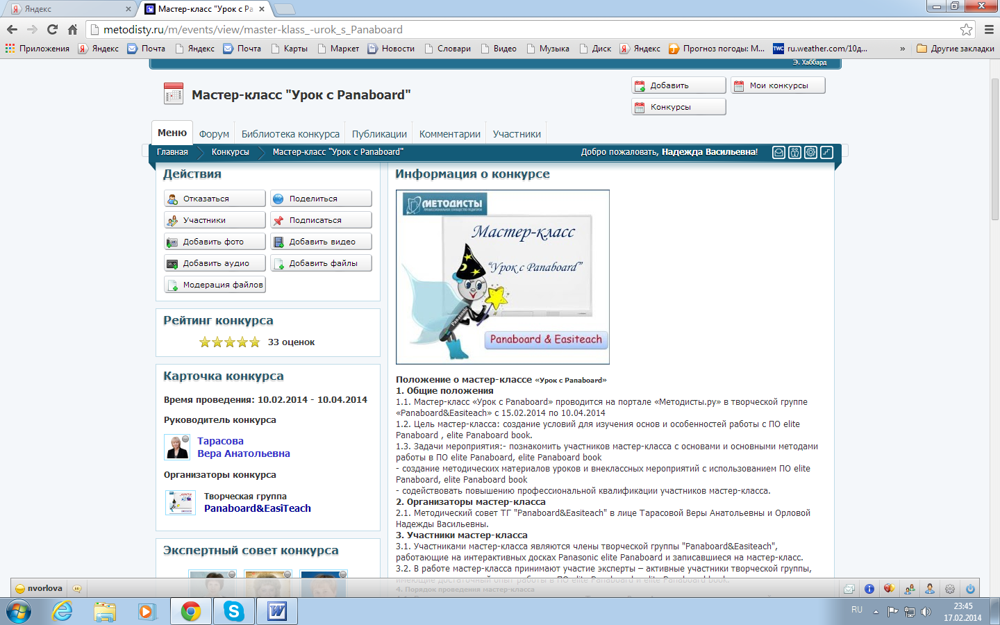 Яндекс
Мастер-класс "Урок с Pa
metodisty.ru/m/events/view/master-klass_-urok_s_Panaboard
Приложения Яндекс Почта Яндекс Почта Карты Маркет Новости Словари Видео Музыка Диск Яндекс Прогноз погоды: М... TWC ru.weather.com/10д... » Другие закладки
Э. Хаббард
Мастер-класс "Урок с Panaboard"
Добавить
Мои конкурсы
Конкурсы
Меню Форум Библиотека конкурса Публикации Комментарии Участники
Главная Конкурсы Мастер-класс "Урок с Panaboard"
Добро пожаловать, Надежда Васильевна!
Действия
Отказаться Поделиться
Участники Подписаться
Добавить фото Добавить видео
Добавить аудио Добавить файлы
Модерация файлов
Рейтинг конкурса
33 оценок
Карточка конкурса
Время проведения: 10.02.2014 - 10.04.2014
Руководитель конкурса
Тарасова
Вера Анатольевна
Организаторы конкурса
Творческая группа
Panaboard&EasiTeach
Экспертный совет конкурса
Информация о конкурсе
МЕТОДИСТЫ
ПРОФЕССИОНАЛЬНОЕ СООБЩЕСТВО ПЕДАГОГОВ
Мастер-класс
“Урок с Panaboard”
Panasonic
Panaboard & Easiteach
Положение о мастер-классе «Урок с Panaboard»
1. Общие положения
1.1. Мастер-класс «Урок с Panaboard» проводится на портале «Методисты.ру» в творческой группе
«Panaboard&Easiteach» с 15.02.2014 по 10.04.2014
1.2. Цель мастер-класса: создание условий для изучения основ и особенностей работы с ПО elite
Panaboard , elite Panaboard book.
1.3. Задачи мероприятия:- познакомить участников мастер-класса с основами и основными методами
работы в ПО elite Panaboard, elite Panaboard book
- создание методических материалов уроков и внеклассных мероприятий с использованием ПО elite
Panaboard, elite Panaboard book
- содействовать повышению профессиональной квалификации участников мастер-класса.
2. Организаторы мастер-класса
2.1. Методический совет ТГ "Panaboard&Easiteach" в лице Тарасовой Веры Анатольевны и Орловой
Надежды Васильевны.
3. Участники мастер-класса
3.1. Участниками мастер-класса являются члены творческой группы "Panaboard&Easiteach",
работающие на интерактивных досках Panasonic elite Panaboard и записавшиеся на мастер-класс.
3.2. В работе мастер-класса принимают участие эксперты – активные участники творческой группы,
имеющие достаточный опыт работы в ПО elite Panaboard и elite Panaboard book.
4. Порядок проведения мастер-класса
nvorlova
RU
23:45
17.02.2014